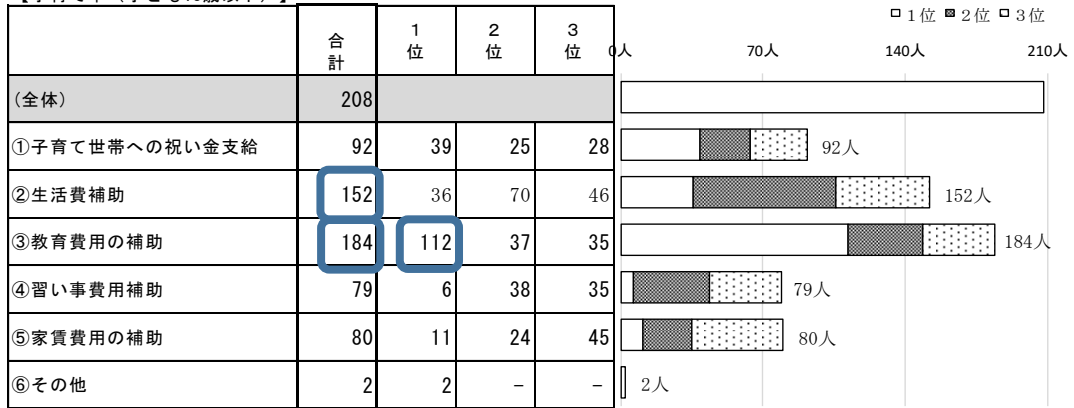 □1位 ■2位 □3位
合計 1位 2位 3位 0人 70人 140人 210人
(全体) 208
①子育て世帯への祝い金支給 92 39 25 28 92人
②生活費補助 152 36 70 46 152人
③教育費用の補助 184 112 37 35 184人
④習い事費用補助 79 6 38 35 79人
⑤家賃費用の補助 80 11 24 45 80人
⑥その他 2 2 － － 2人